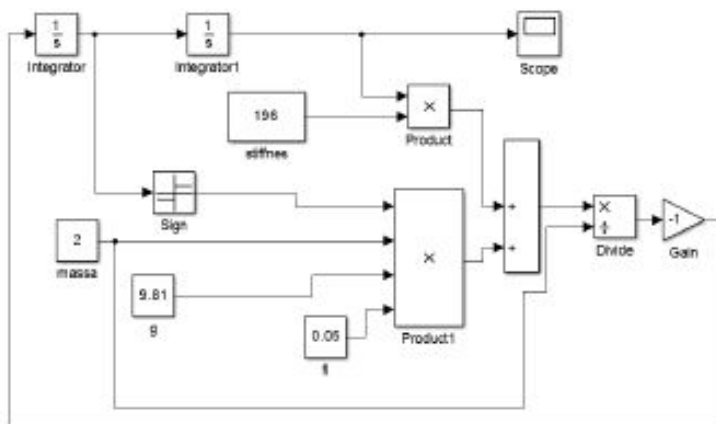 1
s
Integrator
1
s
Integrator1
Scope
196
stiffnes
×
Product
Sign
2
massa
9.81
g
0.05
×
Product1
+
+
×
÷
Divide
-1
Gain